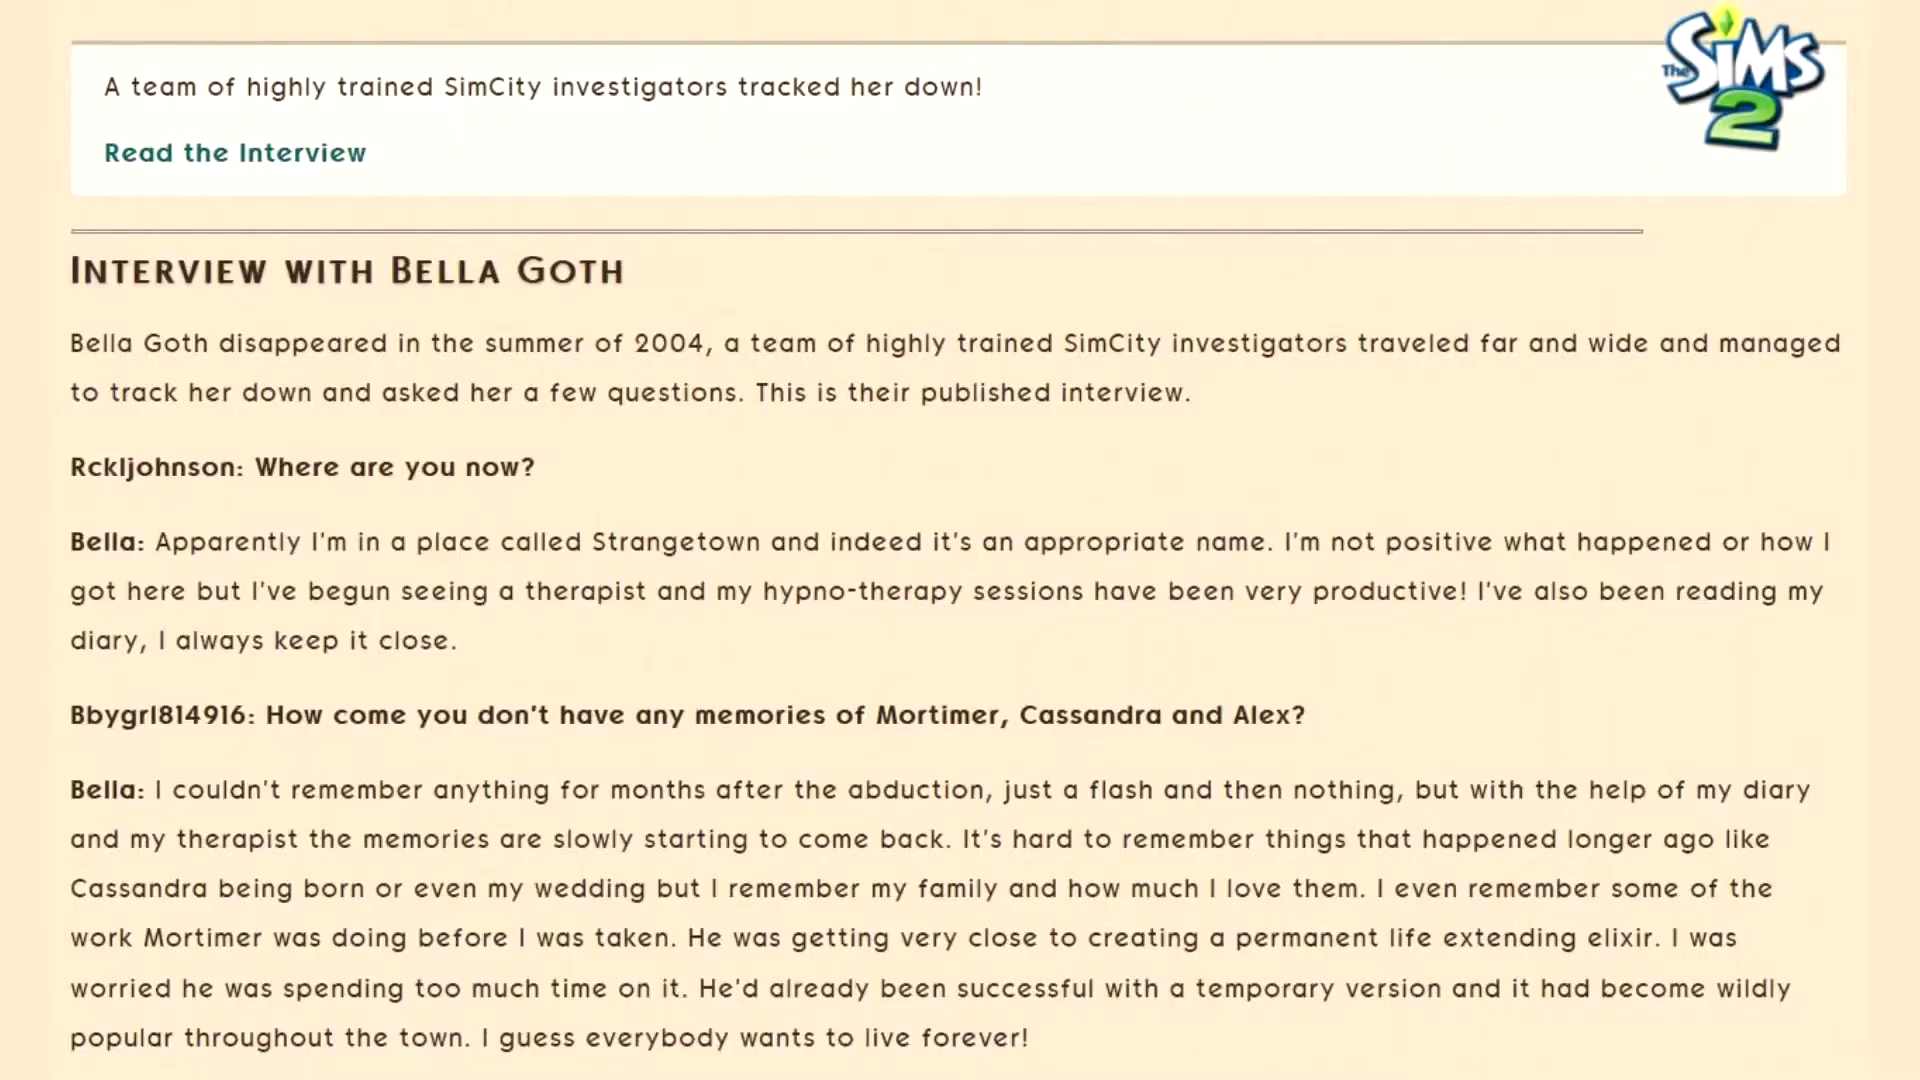 The Sims 2
A team of highly trained SimCity investigators tracked her down!
Read the Interview
Interview with Bella Goth
Bella Goth disappeared in the summer of 2004, a team of highly trained SimCity investigators traveled far and wide and managed
to track her down and asked her a few questions. This is their published interview.
Rckljohnson: Where are you now?
Bella: Apparently I'm in a place called Strangetown and indeed it's an appropriate name. I'm not positive what happened or how I
got here but I've begun seeing a therapist and my hypno-therapy sessions have been very productive! I've also been reading my
diary, I always keep it close.
Bbygrl814916: How come you don't have any memories of Mortimer, Cassandra and Alex?
Bella: I couldn't remember anything for months after the abduction, just a flash and then nothing, but with the help of my diary
and my therapist the memories are slowly starting to come back. It's hard to remember things that happened longer ago like
Cassandra being born or even my wedding but I remember my family and how much I love them. I even remember some of the
work Mortimer was doing before I was taken. He was getting very close to creating a permanent life extending elixir. I was
worried he was spending too much time on it. He'd already been successful with a temporary version and it had become wildly
popular throughout the town. I guess everybody wants to live forever!